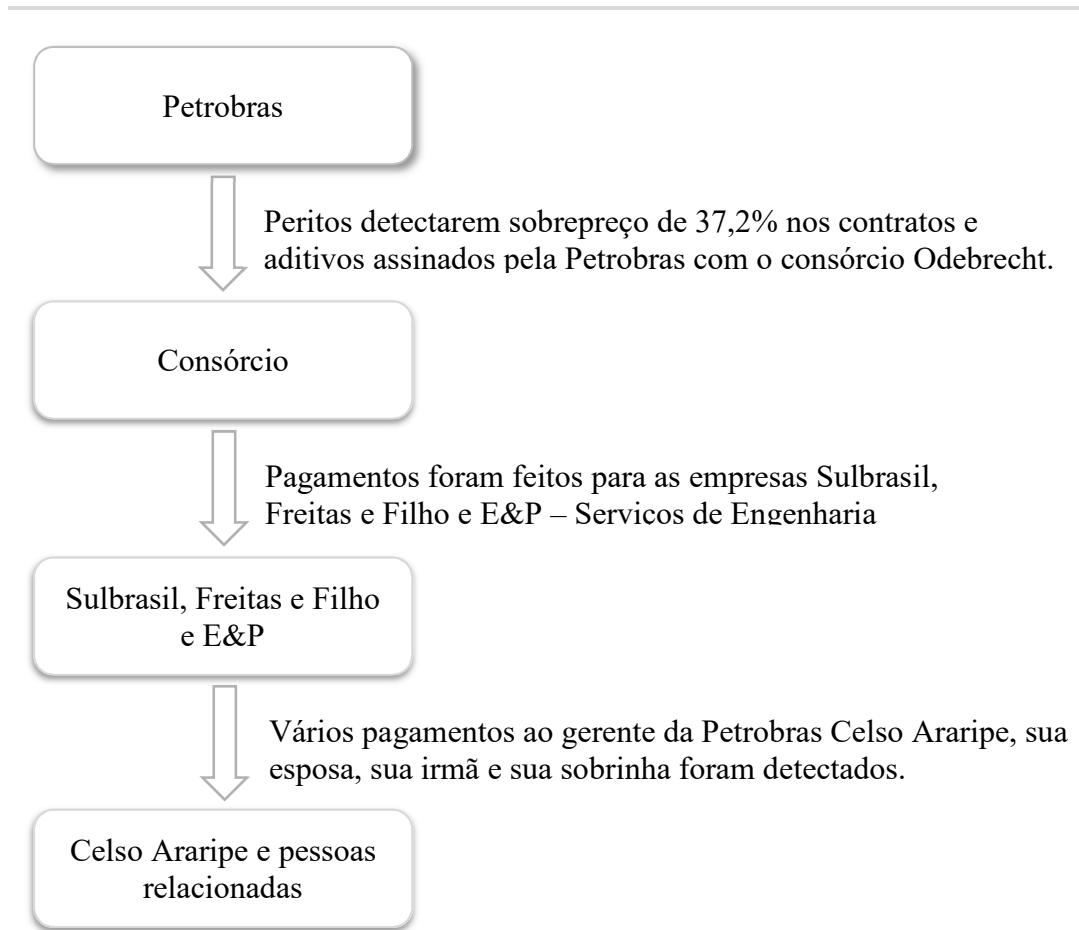 Petrobras
Peritos detectarem sobrepreço de 37,2% nos contratos e
aditivos assinados pela Petrobras com o consórcio Odebrecht.
Consórcio
Pagamentos foram feitos para as empresas Sulbrasil,
Freitas e Filho e E&P – Serviços de Engenharia
Sulbrasil, Freitas e Filho
e E&P
Vários pagamentos ao gerente da Petrobras Celso Araripe, sua
esposa, sua irmã e sua sobrinha foram detectados.
Celso Araripe e pessoas
relacionadas